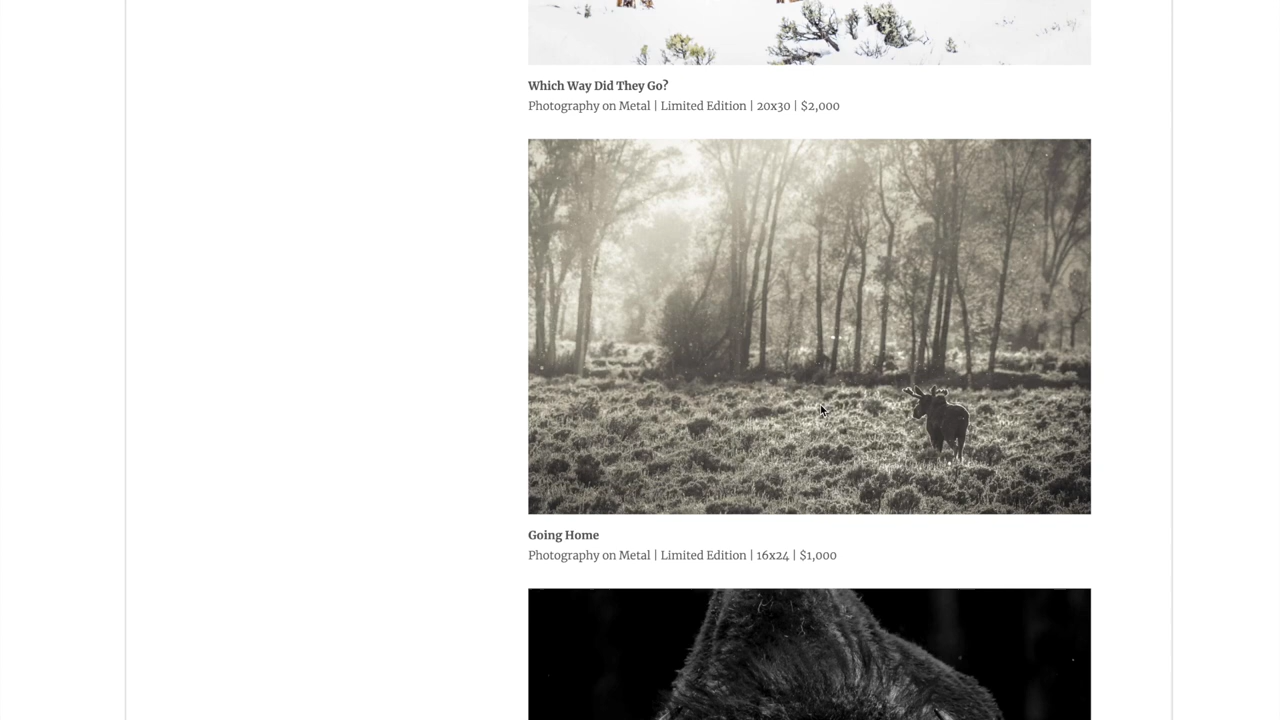 Which Way Did They Go?
Photography on Metal | Limited Edition | 20x30 | $2,000
Going Home
Photography on Metal | Limited Edition | 16x24 | $1,000